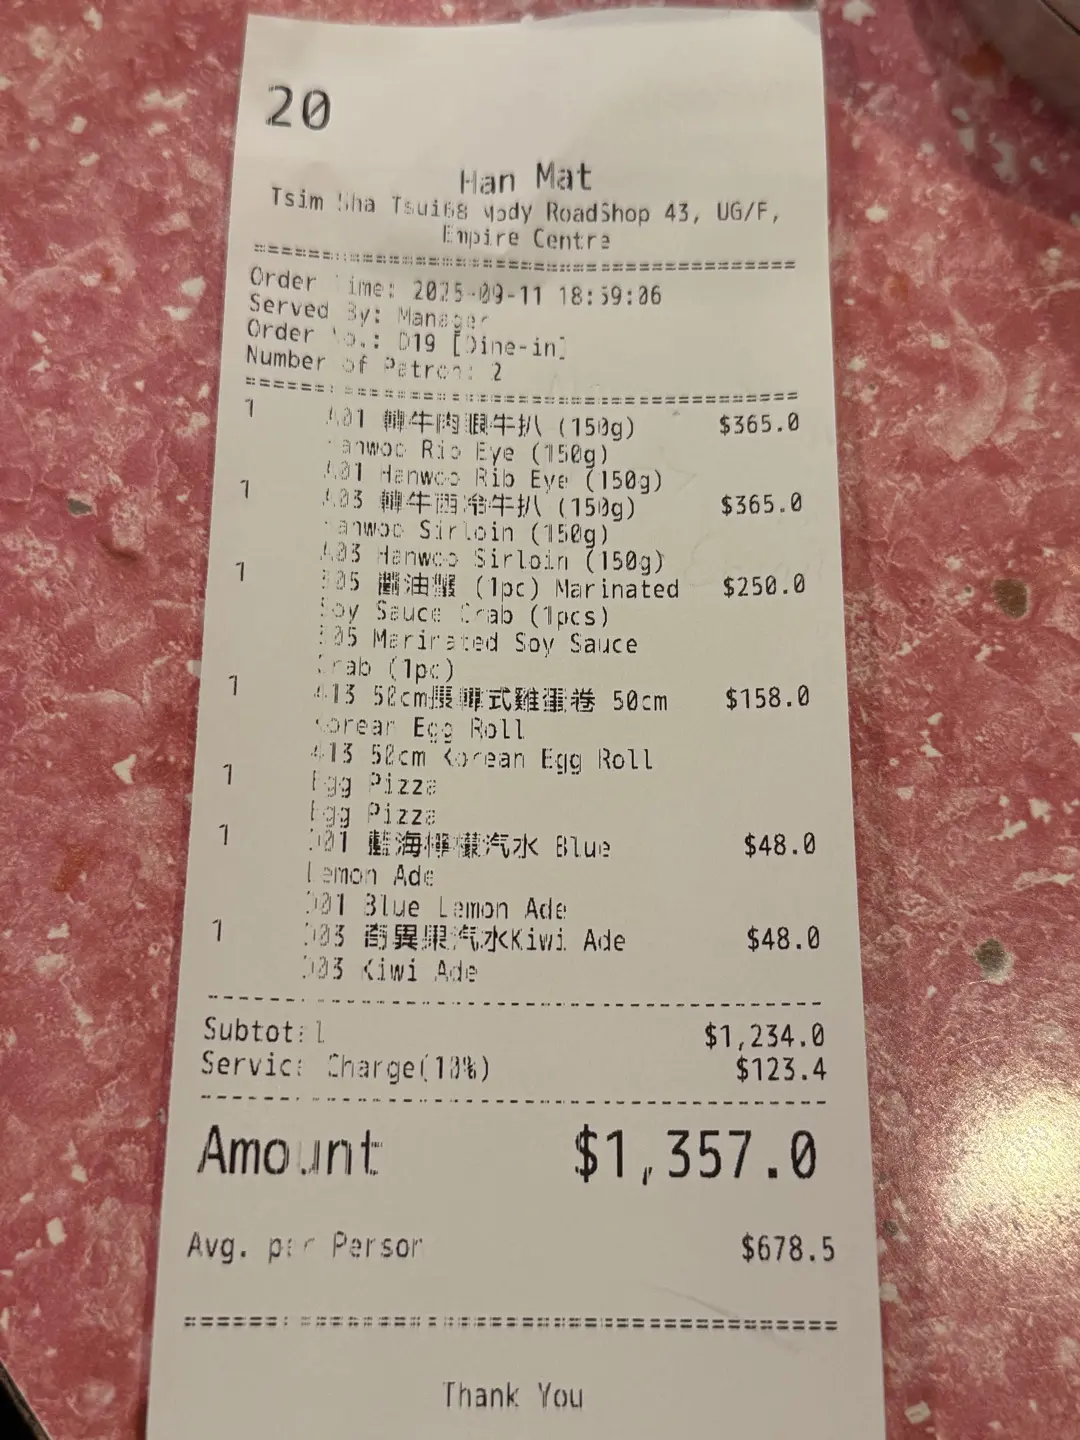 20
Han Mat
Tsim Sha Tsui68 Mody RoadShop 43, UG/F,
Empire Centre
Order Time: 2025-09-11 18:59:06
Served By: Manager
Order No.: D19 [Dine-in]
Number of Patron: 2
1 A01 韓牛肉眼牛扒 (150g) $365.0
Hanwoo Rib Eye (150g)
A01 Hanwoo Rib Eye (150g)
1 A03 韓牛西冷牛扒 (150g) $365.0
Hanwoo Sirloin (150g)
A03 Hanwoo Sirloin (150g)
1 305 醬油蟹 (1pc) Marinated $250.0
Soy Sauce Crab (1pcs)
305 Marinated Soy Sauce
Crab (1pc)
1 413 50cm長韓式雞蛋卷 50cm $158.0
Korean Egg Roll
413 50cm Korean Egg Roll
1 Egg Pizza
Egg Pizza
1 D01 藍海檸檬汽水 Blue $48.0
Lemon Ade
D01 Blue Lemon Ade
1 D03 奇異果汽水Kiwi Ade $48.0
D03 Kiwi Ade
Subtotal $1,234.0
Service Charge(10%) $123.4
Amount $1,357.0
Avg. per Person $678.5
Thank You